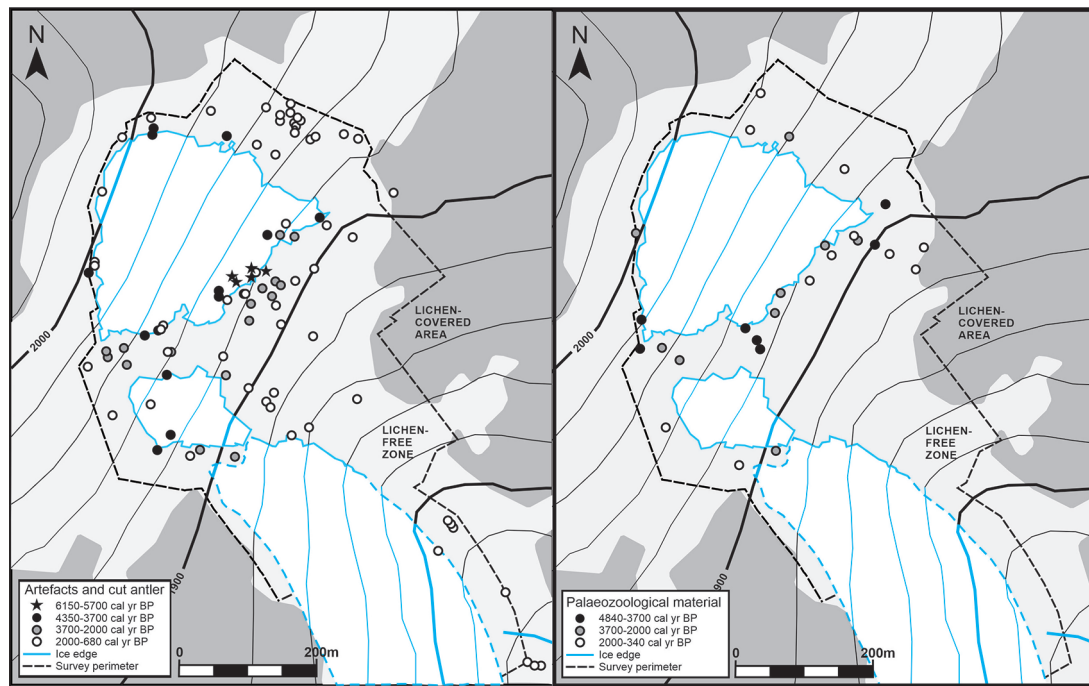 N
2000
LICHEN-
COVERED
AREA
LICHEN-
FREE
ZONE
1900
Artefacts and cut antler
6150-5700 cal yr BP
4350-3700 cal yr BP
3700-2000 cal yr BP
2000-680 cal yr BP
Ice edge
Survey perimeter
0 200m
N
2000
LICHEN-
COVERED
AREA
LICHEN-
FREE
ZONE
Palaeozoological material
4840-3700 cal yr BP
3700-2000 cal yr BP
2000-340 cal yr BP
Ice edge
Survey perimeter
0 200m